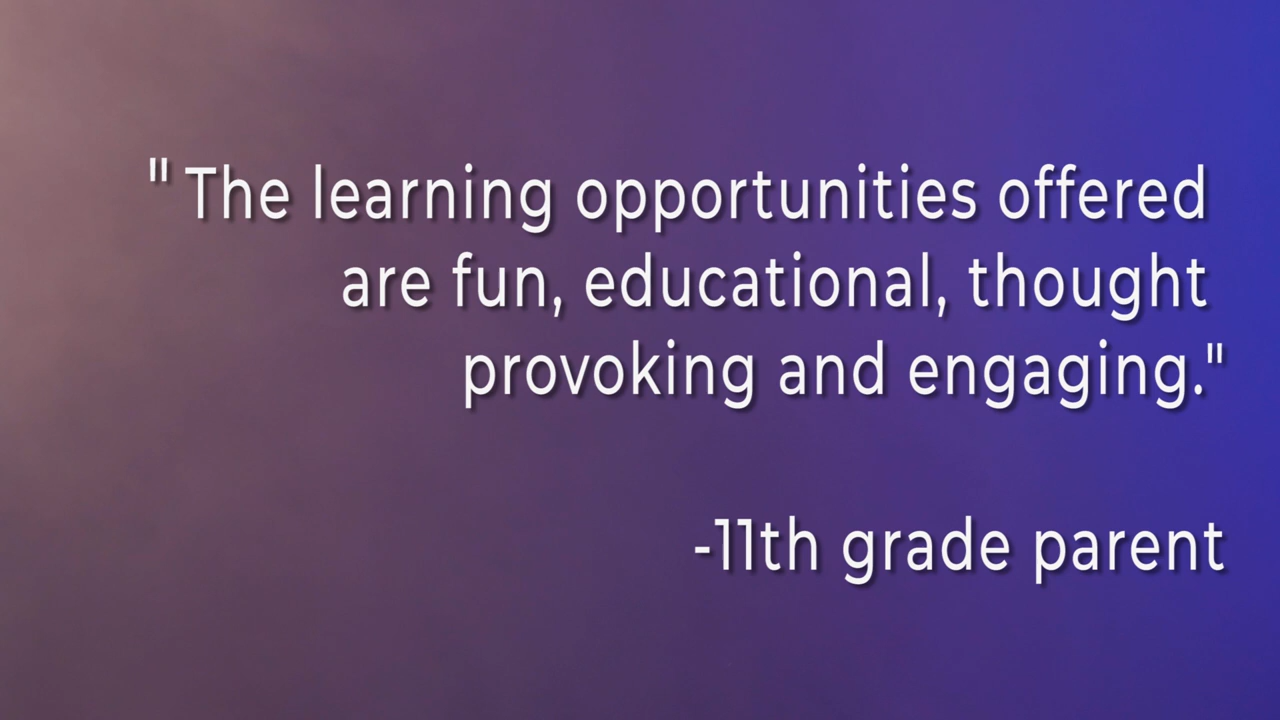 " The learning opportunities offered
are fun, educational, thought
provoking and engaging."
-11th grade parent